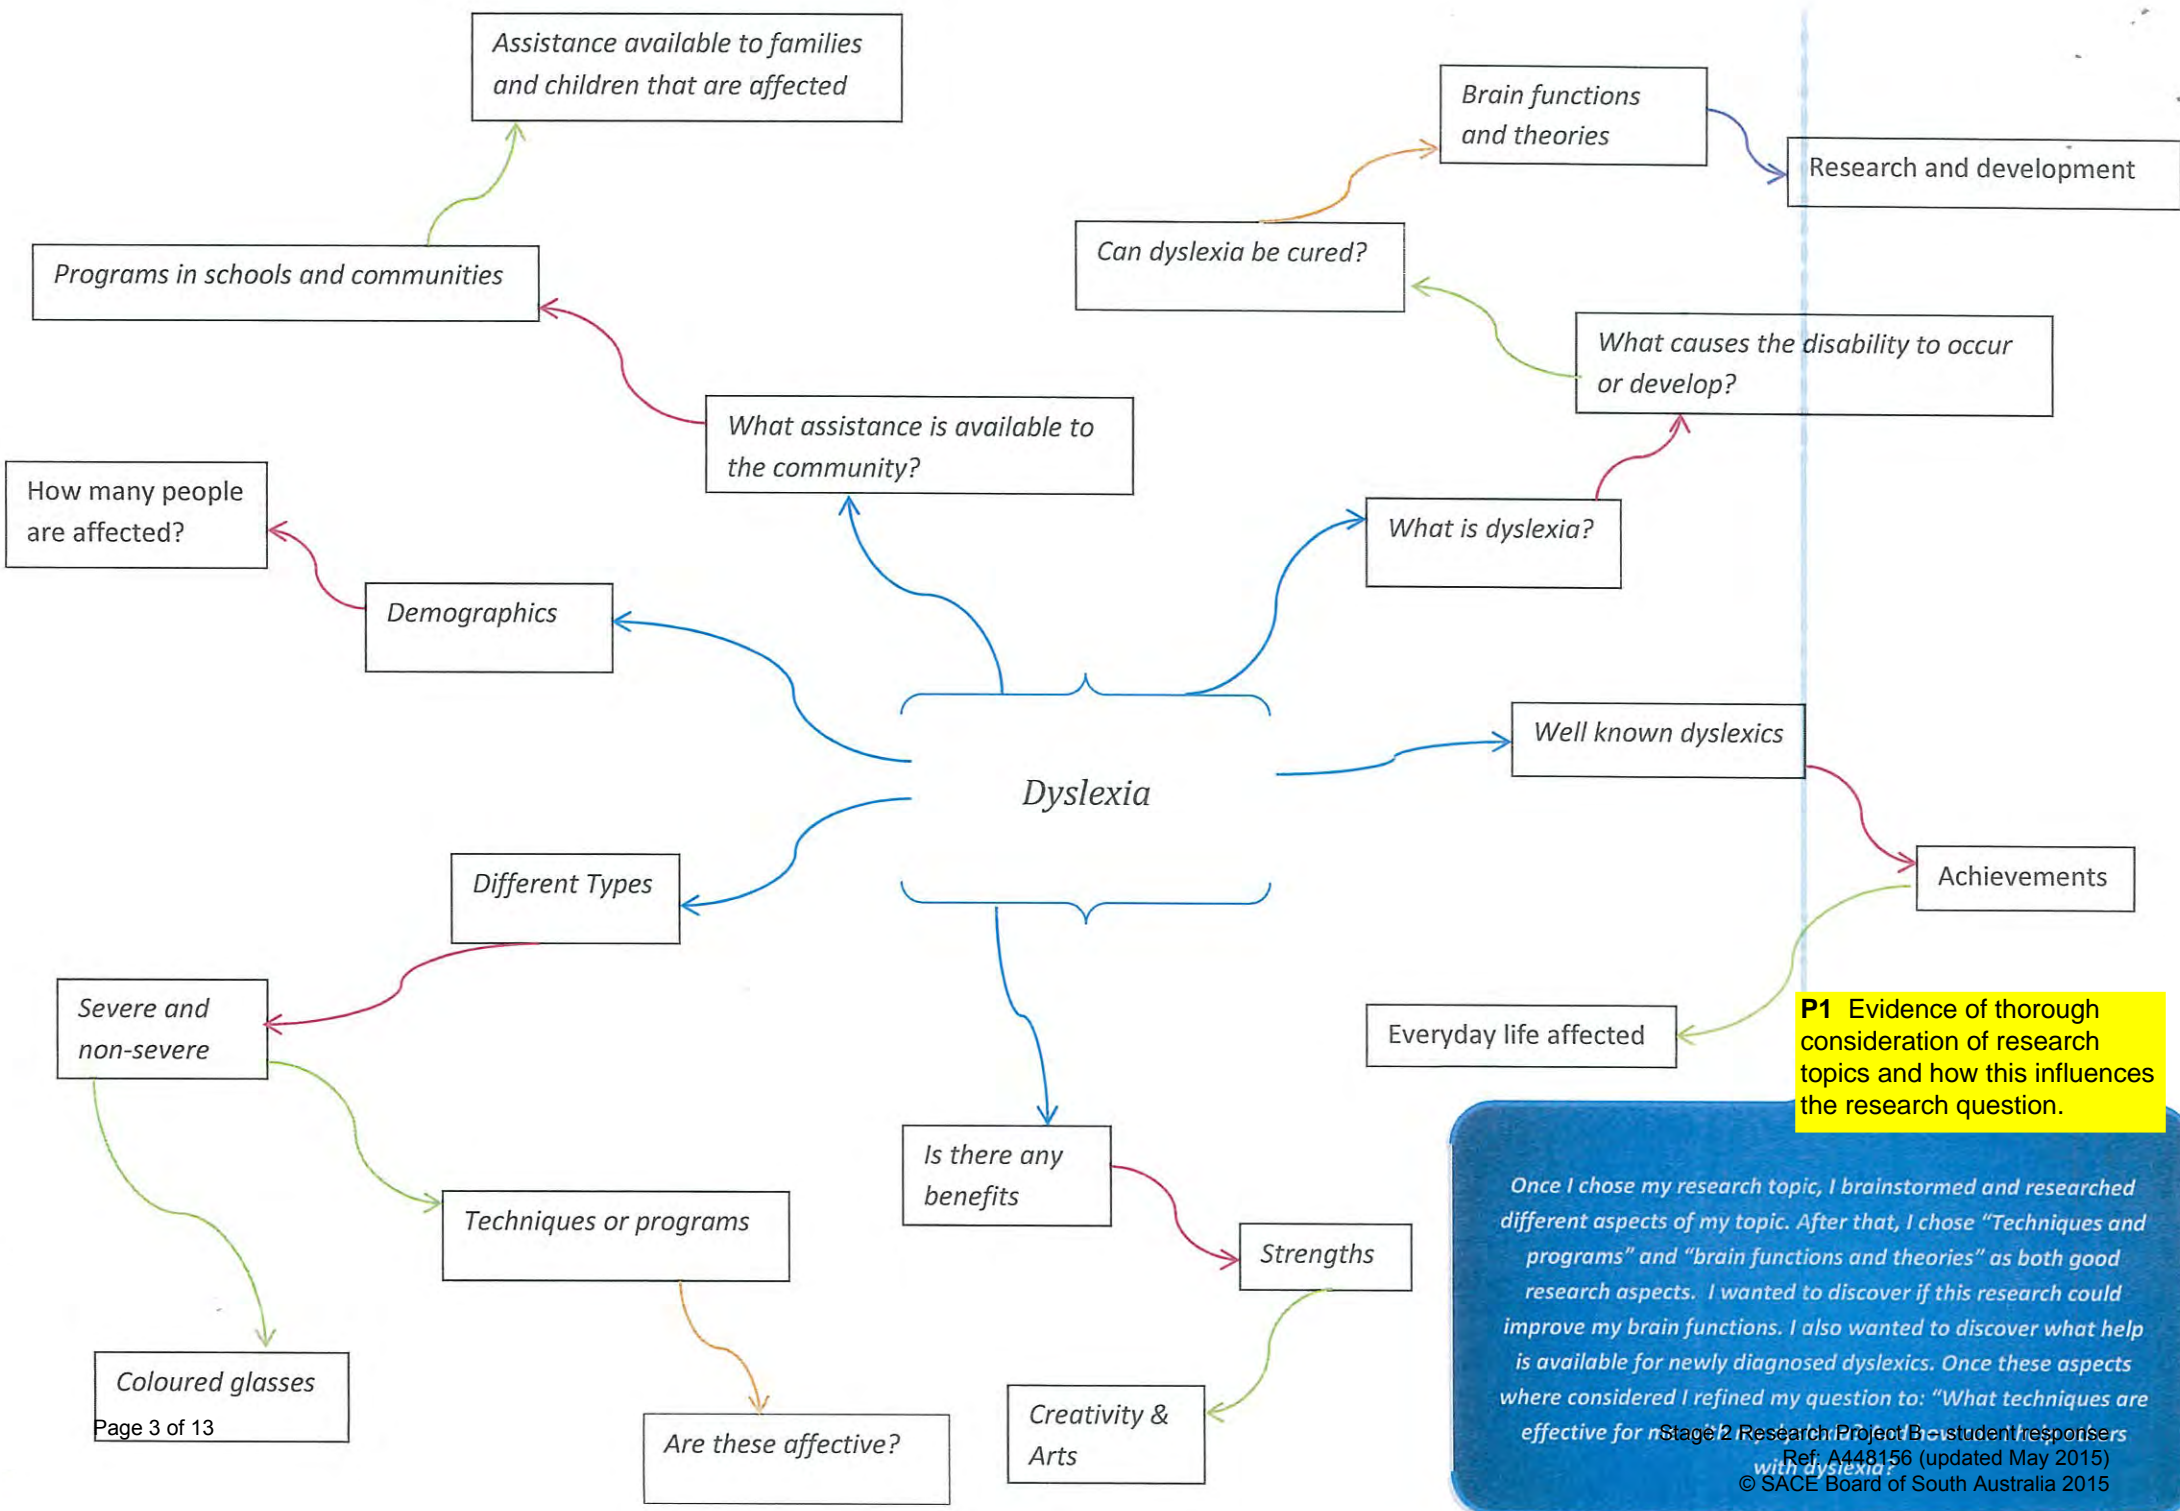 Assistance available to families
and children that are affected
Brain functions
and theories
Research and development
Programs in schools and communities
Can dyslexia be cured?
What causes the disability to occur
or develop?
What assistance is available to
the community?
How many people
are affected?
What is dyslexia?
Demographics
Well known dyslexics
Dyslexia
Different Types
Achievements
Severe and
non-severe
Everyday life affected
P1 Evidence of thorough
consideration of research
topics and how this influences
the research question.
Is there any
benefits
Techniques or programs
Strengths
Coloured glasses
Are these affective?
Creativity &
Arts
Once I chose my research topic, I brainstormed and researched
different aspects of my topic. After that, I chose “Techniques and
programs” and “brain functions and theories” as both good
research aspects. I wanted to discover if this research could
improve my brain functions. I also wanted to discover what help
is available for newly diagnosed dyslexics. Once these aspects
where considered I refined my question to: “What techniques are
effective for others
with dyslexia?
Page 3 of 13
Stage 2 Research Project B – student response
Ref: A448156 (updated May 2015)
© SACE Board of South Australia 2015